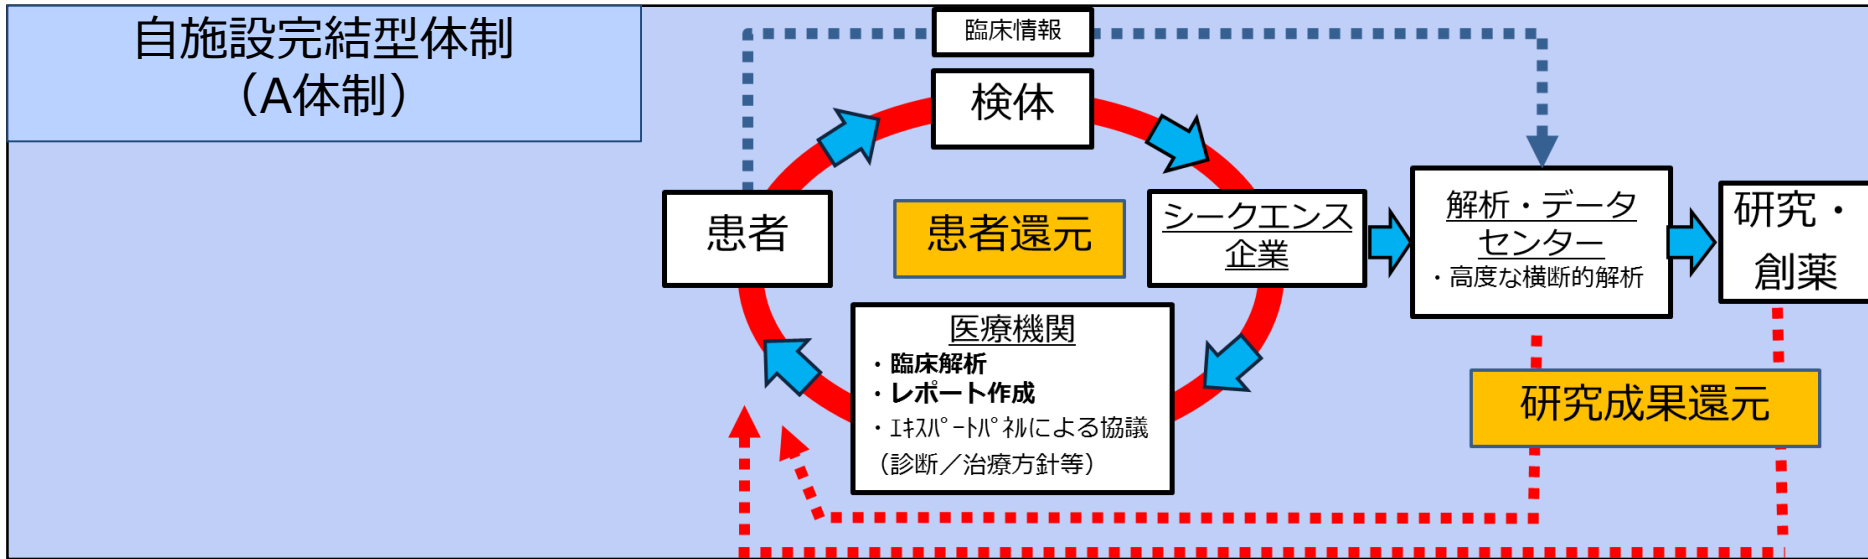 自施設完結型体制
（A体制）
臨床情報
検体
患者
患者還元
シークエンス
企業
解析・データ
センター
・高度な横断的解析
研究・
創薬
医療機関
・臨床解析
・レポート作成
・ｴｷｽﾊﾟｰﾄﾊﾟﾈﾙによる協議
（診断／治療方針等）
研究成果還元